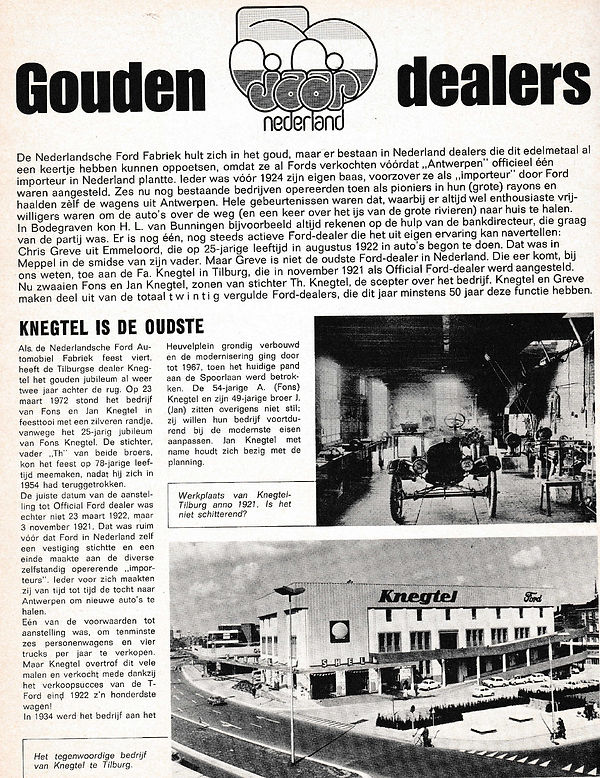 Gouden
50
jaar
nederland
dealers
De Nederlandsche Ford Fabriek hult zich in het goud, maar er bestaan in Nederland dealers die dit edelmetaal al
een keertje hebben kunnen oppoetsen, omdat ze al Fords verkochten vóórdat „Antwerpen" officieel één
importeur in Nederland plantte. Ieder was vóór 1924 zijn eigen baas, voorzover ze als „importeur" door Ford
waren aangesteld. Zes nu nog bestaande bedrijven opereerden toen als pioniers in hun (grote) rayons en
haalden zèlf de wagens uit Antwerpen. Hele gebeurtenissen waren dat, waarbij er altijd wel enthousiaste vrij-
willigers waren om de auto's over de weg (en een keer over het ijs van de grote rivieren) naar huis te halen.
In Bodegraven kon H. L. van Bunningen bijvoorbeeld altijd rekenen op de hulp van de bankdirecteur, die graag
van de partij was. Er is nog één, nog steeds actieve Ford-dealer die het uit eigen ervaring kan navertellen:
Chris Greve uit Emmeloord, die op 25-jarige leeftijd in augustus 1922 in auto's begon te doen. Dat was in
Meppel in de smidse van zijn vader. Maar Greve is niet de oudste Ford-dealer in Nederland. Die eer komt, bij
ons weten, toe aan de Fa. Knegtel in Tilburg, die in november 1921 als Official Ford-dealer werd aangesteld.
Nu zwaaien Fons en Jan Knegtel, zonen van stichter Th. Knegtel, de scepter over het bedrijf. Knegtel en Greve
maken deel uit van de totaal t w i n t i g vergulde Ford-dealers, die dit jaar minstens 50 jaar deze functie hebben.
KNEGTEL IS DE OUDSTE
Als de Nederlandsche Ford Au-
tomobiel Fabriek feest viert,
heeft de Tilburgse dealer Kneg-
tel het gouden jubileum al weer
twee jaar achter de rug. Op 23
maart 1972 stond het bedrijf
van Fons en Jan Knegtel in
feesttooi met een zilveren randje,
vanwege het 25-jarig jubileum
van Fons Knegtel. De stichter,
vader „Th" van beide broers,
kon het feest op 78-jarige leef-
tijd meemaken, nadat hij zich in
1954 had teruggetrokken.
De juiste datum van de aanstel-
ling tot Official Ford dealer was
echter niet 23 maart 1922, maar
3 november 1921. Dat was ruim
vóór dat Ford in Nederland zelf
een vestiging stichtte en een
einde maakte aan de diverse
zelfstandig opererende „impor-
teurs". Ieder voor zich maakten
zij van tijd tot tijd de tocht naar
Antwerpen om nieuwe auto's te
halen.
Eén van de voorwaarden tot
aanstelling was, om tenminste
zes personenwagens en vier
trucks per jaar te verkopen.
Maar Knegtel overtrof dit vele
malen en verkocht mede dankzij
het verkoopsucces van de T-
Ford eind 1922 z'n honderdste
wagen!
In 1934 werd het bedrijf aan het
Heuvelplein grondig verbouwd
en de modernisering ging door
tot 1967, toen het huidige pand
aan de Spoorlaan werd betrok-
ken. De 54-jarige A. (Fons)
Knegtel en zijn 49-jarige broer J.
(Jan) zitten overigens niet stil;
zij willen hun bedrijf voortdu-
rend bij de modernste eisen
aanpassen. Jan Knegtel met
name houdt zich bezig met de
planning.
Werkplaats van Knegtel-
Tilburg anno 1921. Is het
niet schitterend?
Knegtel
Ford
SHELL
Het tegenwoordige bedrijf
van Knegtel te Tilburg.